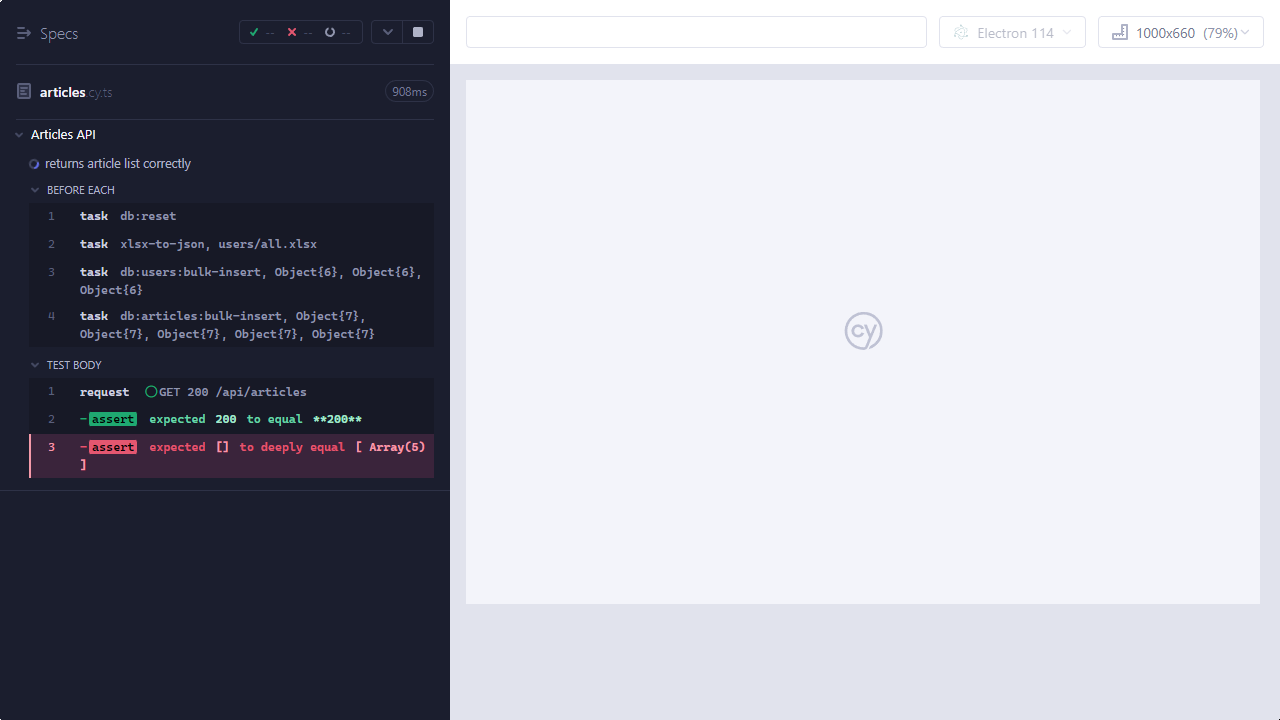 Specs
--
--
--
Electron 114
1000x660 (79%)
articles cy.ts
908ms
Articles API
returns article list correctly
BEFORE EACH
1 task db:reset
2 task xlsx-to-json, users/all.xlsx
3 task db:users:bulk-insert, Object{6}, Object{6},
Object{6}
4 task db:articles:bulk-insert, Object{7},
Object{7}, Object{7}, Object{7}, Object{7}
TEST BODY
1 request GET 200 /api/articles
2 -assert expected 200 to equal **200**
3 -assert expected [] to deeply equal [ Array(5)
]
cy